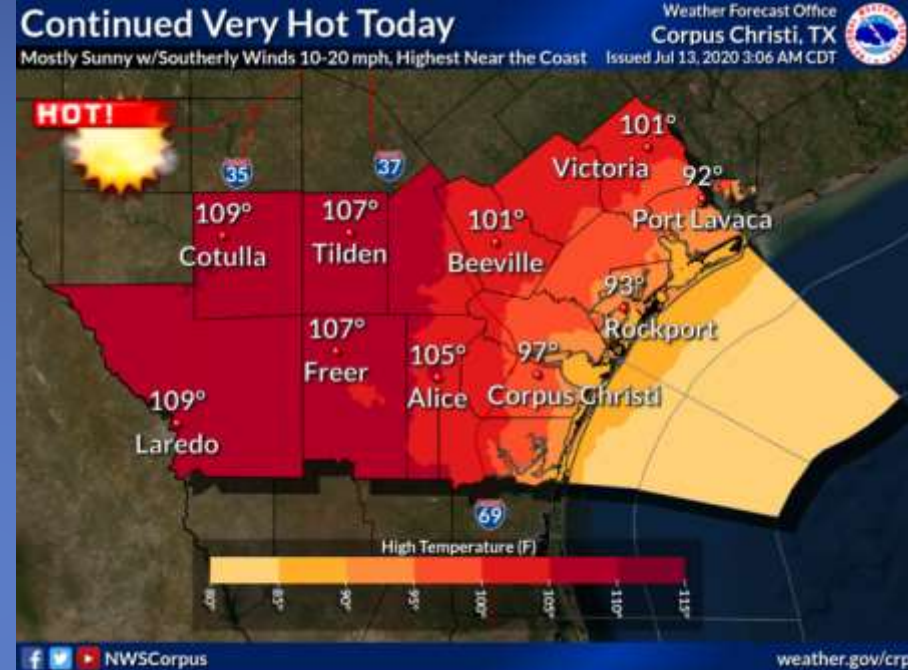 Continued Very Hot Today
Mostly Sunny w/Southerly Winds 10-20 mph, Highest Near the Coast
Weather Forecast Office
Corpus Christi, TX
Issued Jul 13, 2020 3:06 AM CDT
HOT!
35
37
101°
Victoria
92°
Port Lavaca
109°
Cotulla
107°
Tilden
101°
Beeville
93°
Rockport
107°
Freer
105°
Alice
97°
Corpus Christi
109°
Laredo
69
High Temperature (F)
80° 85° 90° 95° 100° 105° 110° 115°
NWSCorpus
weather.gov/crp